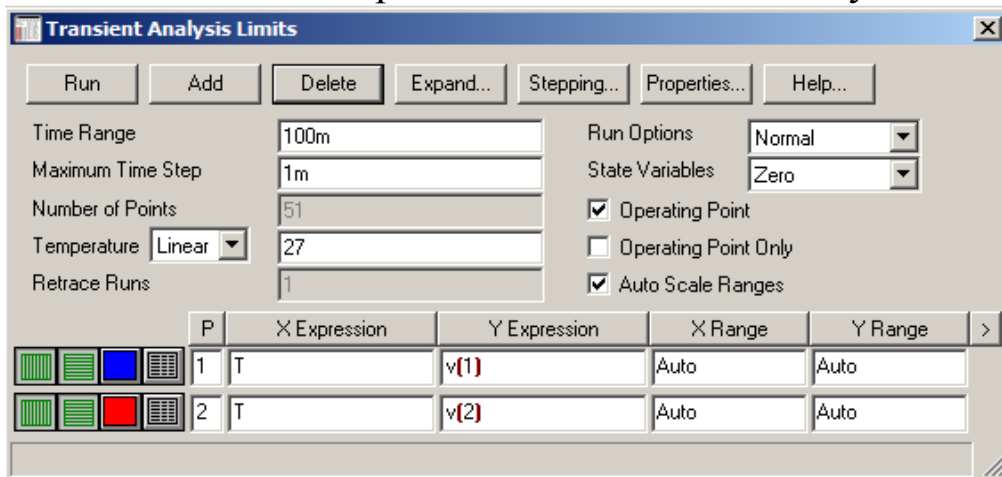 Transient Analysis Limits
Run Add Delete Expand... Stepping... Properties... Help...
Time Range 100m Run Options Normal
Maximum Time Step 1m State Variables Zero
Number of Points 51 Operating Point
Temperature Linear 27 Operating Point Only
Retrace Runs 1 Auto Scale Ranges
P X Expression Y Expression X Range Y Range >
1 T v(1) Auto Auto
2 T v(2) Auto Auto